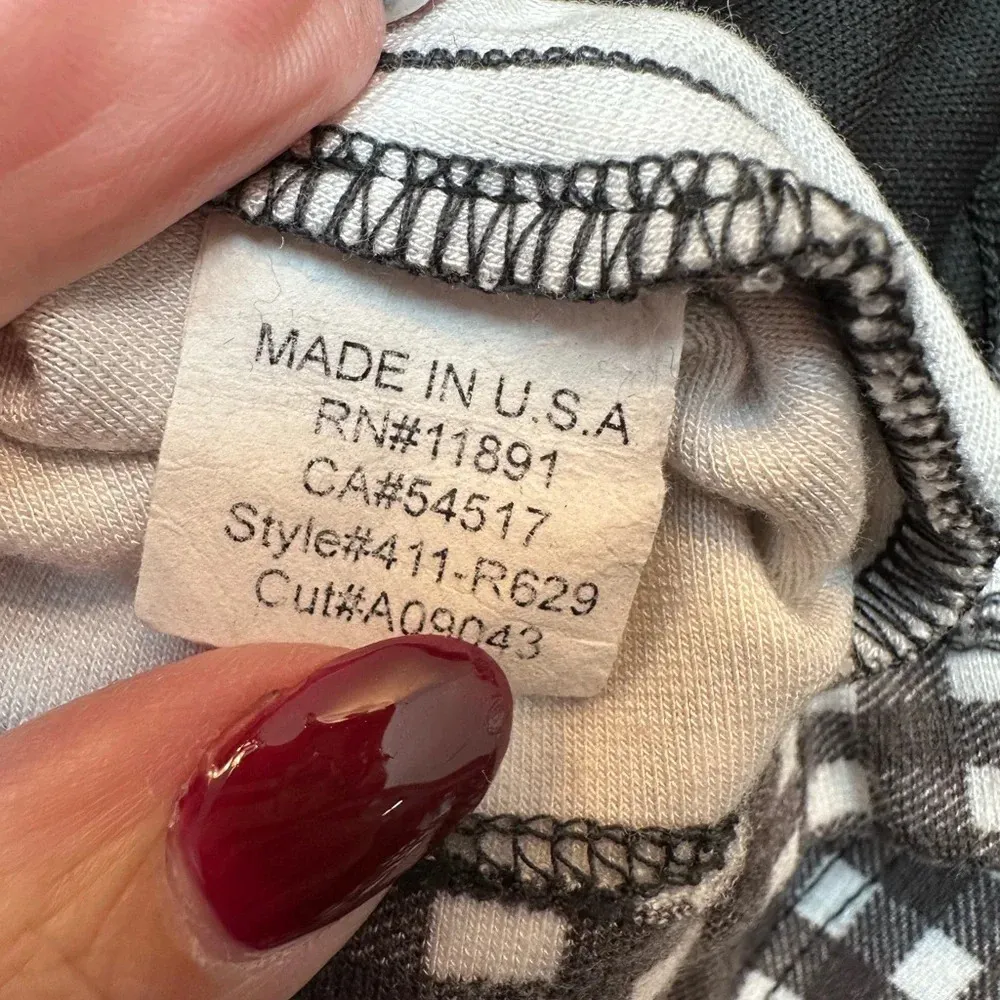 MADE IN U.S.A
RN#11891
CA#54517
Style#411-R629
Cut#A09043